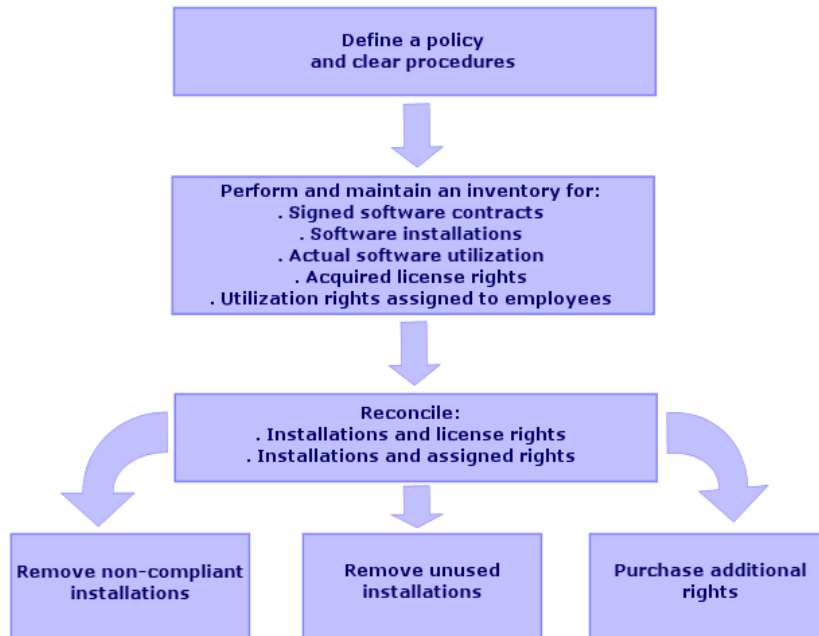 Define a policy
and clear procedures
Perform and maintain an inventory for:
. Signed software contracts
. Software installations
. Actual software utilization
. Acquired license rights
. Utilization rights assigned to employees
Reconcile:
. Installations and license rights
. Installations and assigned rights
Remove non-compliant
installations
Remove unused
installations
Purchase additional
rights